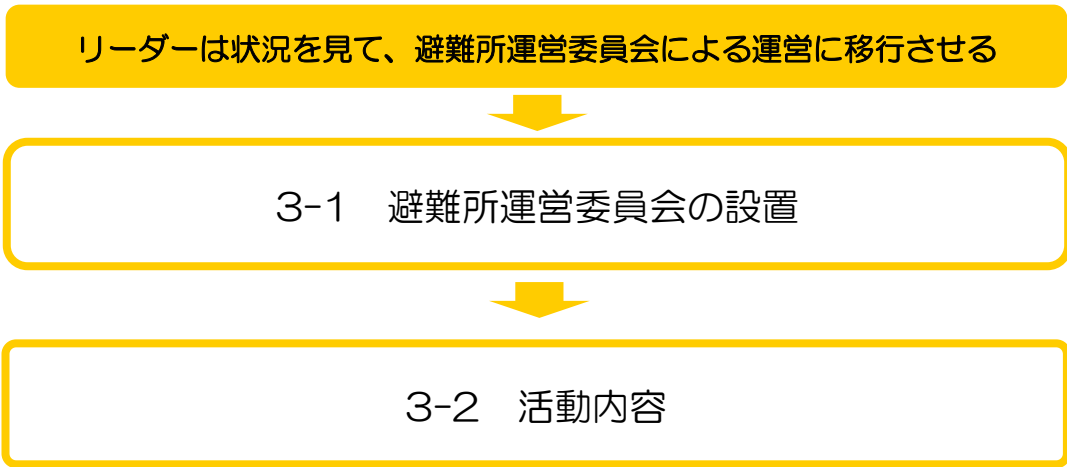 リーダーは状況を見て、避難所運営委員会による運営に移行させる
3-1　避難所運営委員会の設置
3-2　活動内容